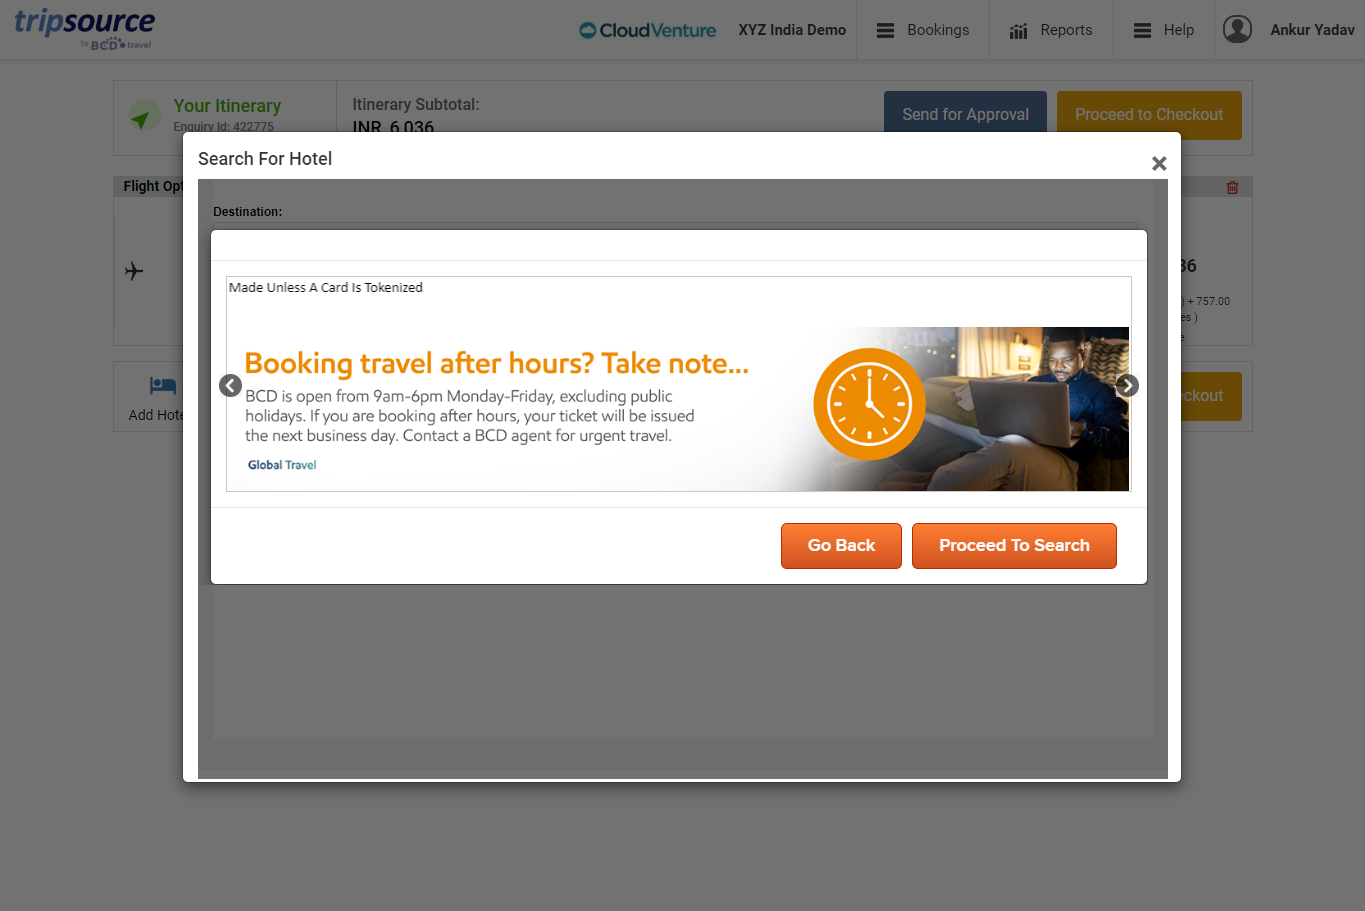 tripsource
by BCD travel
CloudVenture
XYZ India Demo
Bookings
Reports
Help
Ankur Yadav
Your Itinerary
Enquiry Id: 422775
Itinerary Subtotal:
INR 6,036
Send for Approval
Proceed to Checkout
Search For Hotel
×
Flight Opt
Destination:
Made Unless A Card Is Tokenized
Booking travel after hours? Take note...
BCD is open from 9am-6pm Monday-Friday, excluding public
holidays. If you are booking after hours, your ticket will be issued
the next business day. Contact a BCD agent for urgent travel.
Global Travel
36
) + 757.00
es )
e
Add Hote
ckout
Go Back
Proceed To Search